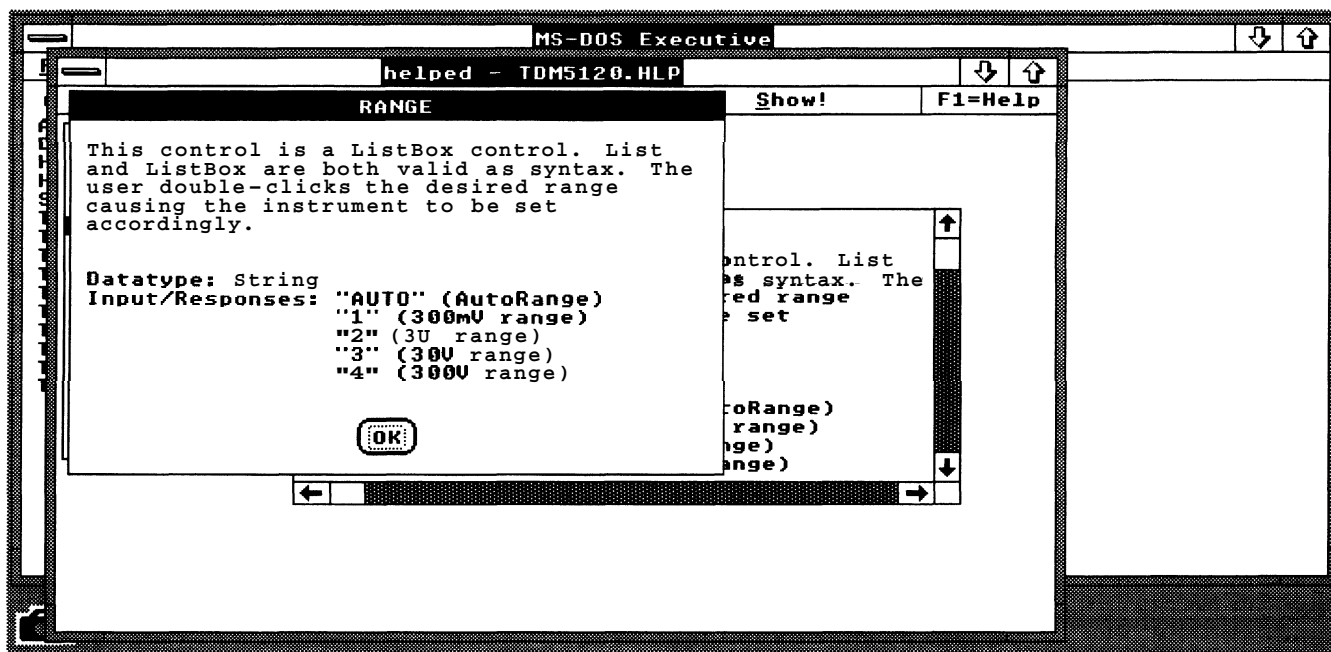 MS-DOS Executive
helped - TDM5120.HLP
RANGE
Show!
F1=Help
This control is a ListBox control. List
and ListBox are both valid as syntax. The
user double-clicks the desired range
causing the instrument to be set
accordingly.
Datatype: String
Input/Responses: "AUTO" (AutoRange)
"1" (300mV range)
"2" (3U range)
"3" (30V range)
"4" (300V range)
OK
ontrol. List
as syntax. The
red range
e set
toRange)
range)
nge)
ange)